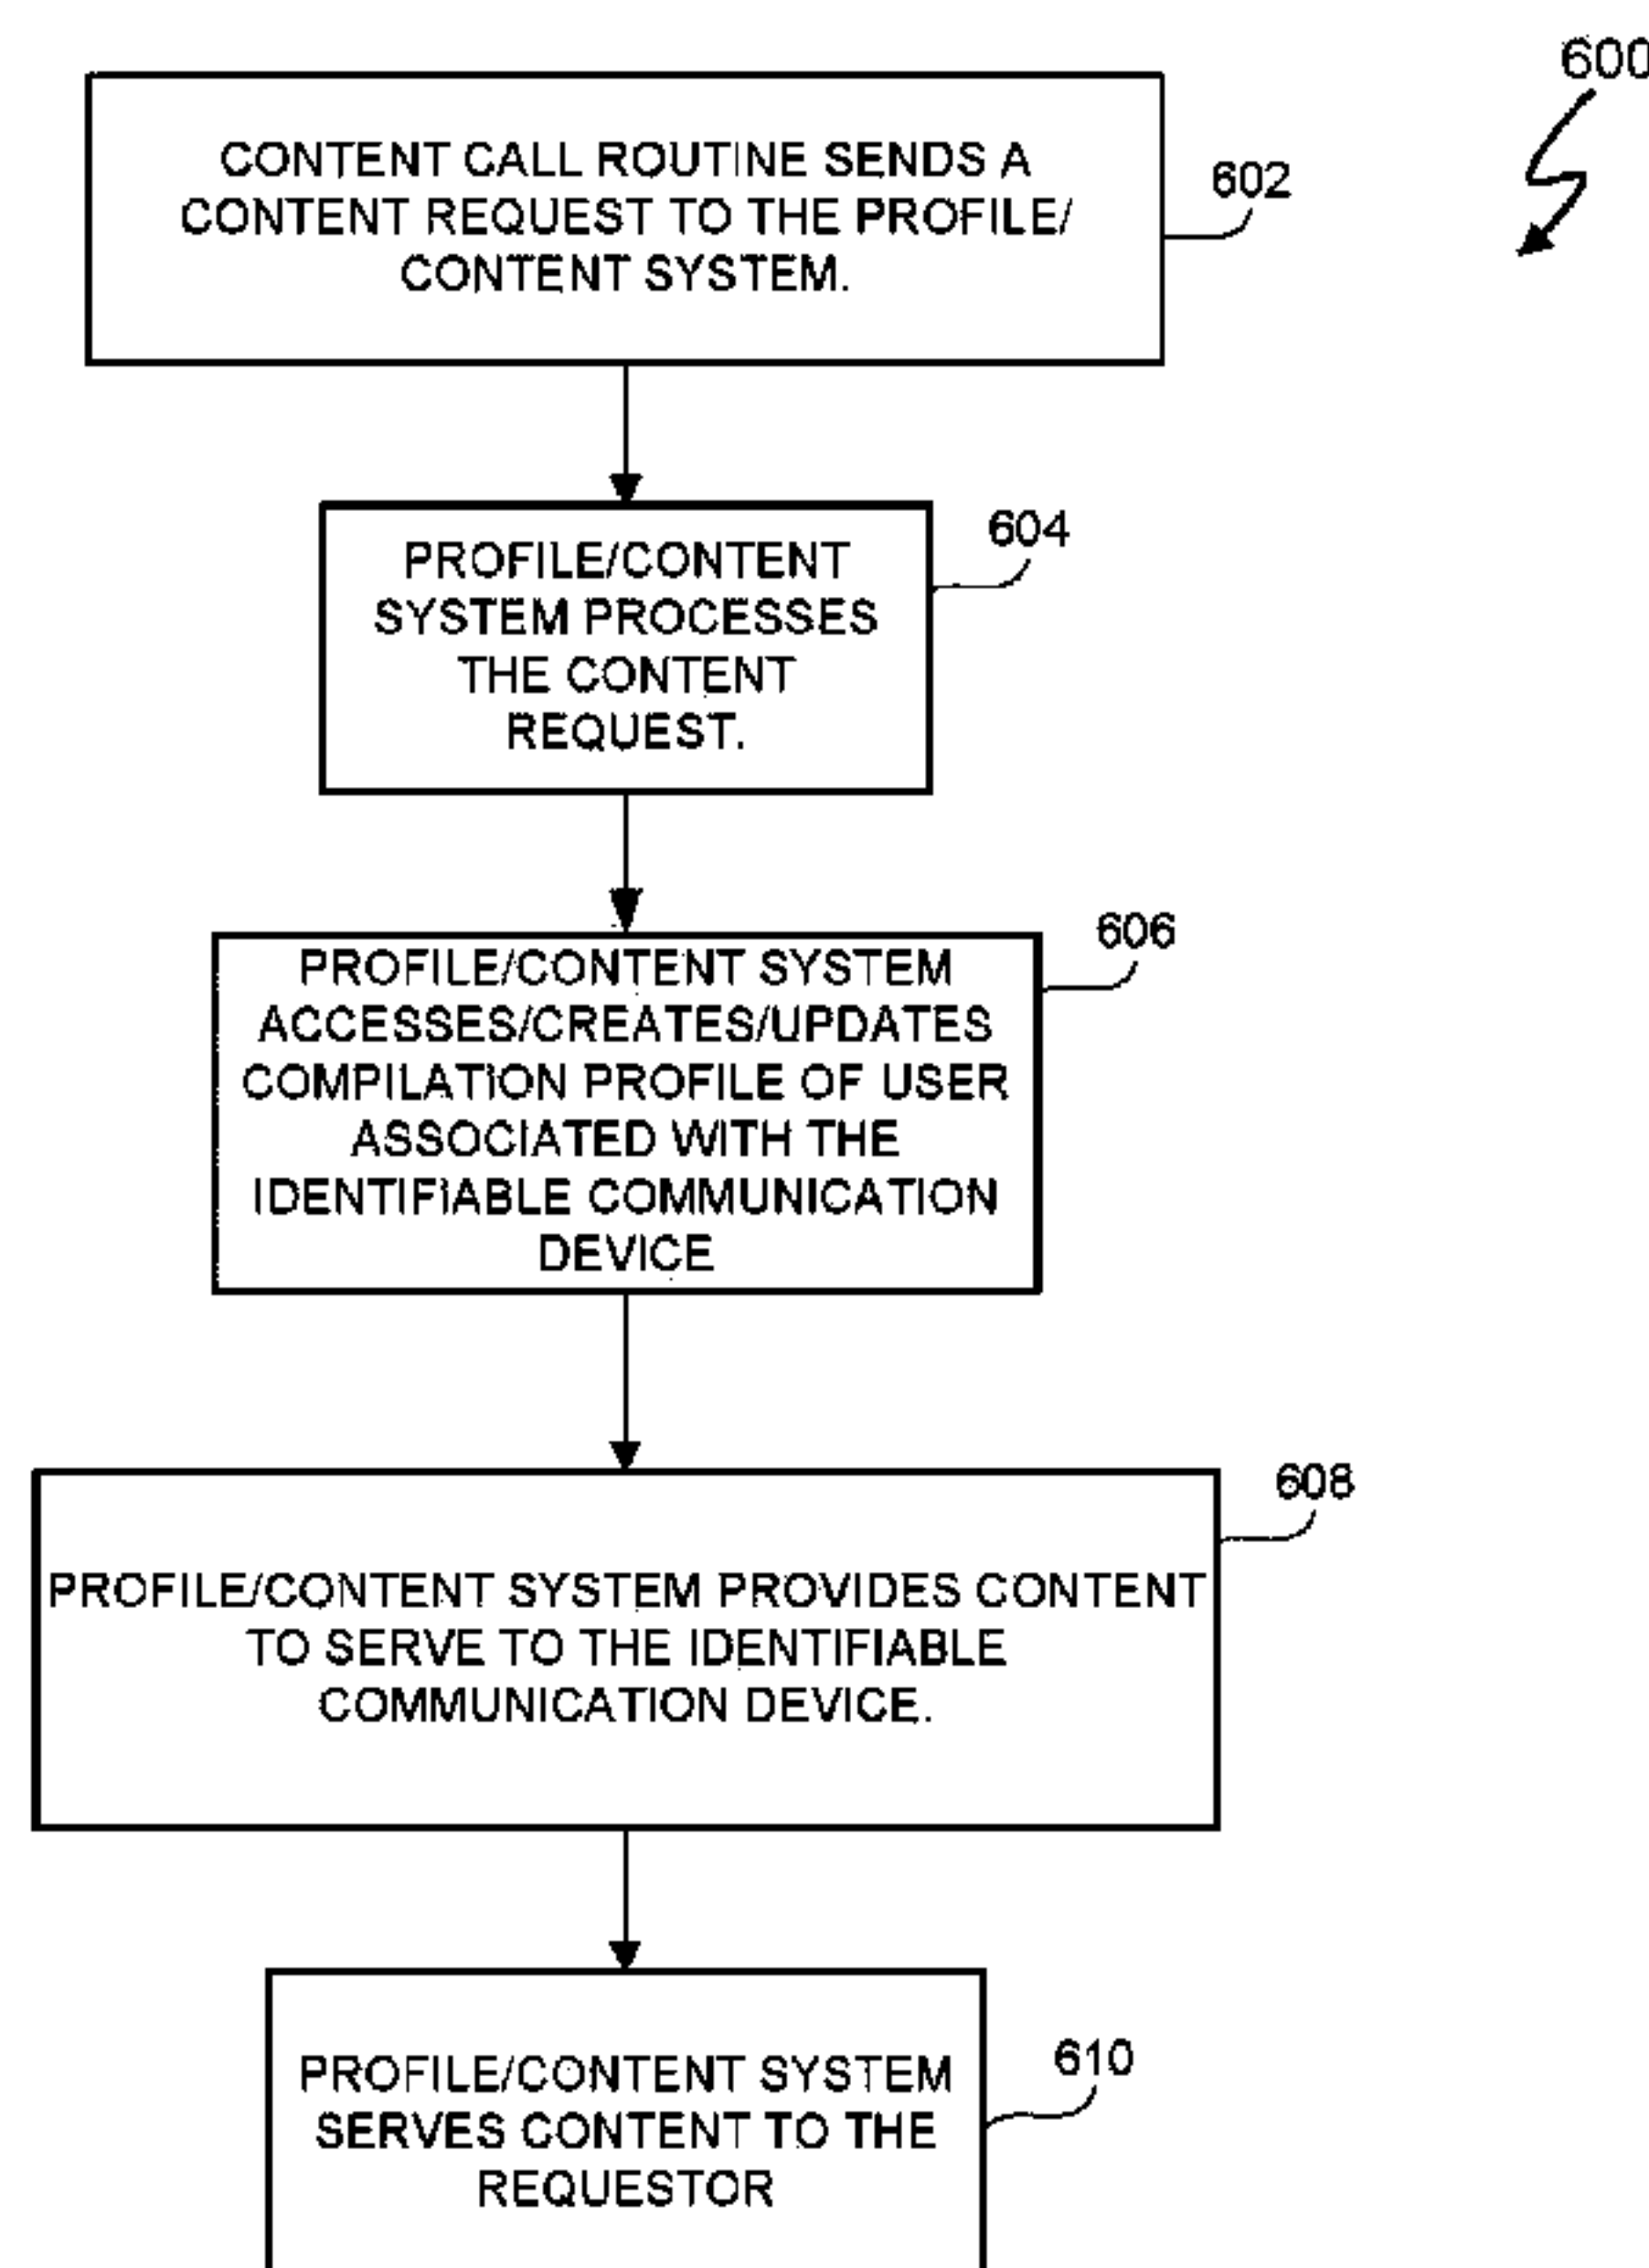 600
CONTENT CALL ROUTINE SENDS A
CONTENT REQUEST TO THE PROFILE/
CONTENT SYSTEM.
602
PROFILE/CONTENT
SYSTEM PROCESSES
THE CONTENT
REQUEST.
604
PROFILE/CONTENT SYSTEM
ACCESSES/CREATES/UPDATES
COMPILATION PROFILE OF USER
ASSOCIATED WITH THE
IDENTIFIABLE COMMUNICATION
DEVICE
606
PROFILE/CONTENT SYSTEM PROVIDES CONTENT
TO SERVE TO THE IDENTIFIABLE
COMMUNICATION DEVICE.
608
PROFILE/CONTENT SYSTEM
SERVES CONTENT TO THE
REQUESTOR
610